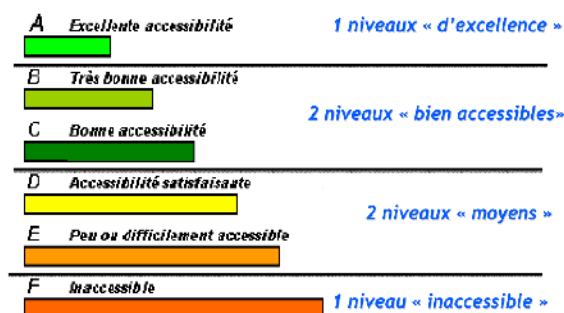 A Excellente accessibilité 1 niveaux « d'excellence »
B Très bonne accessibilité
2 niveaux « bien accessibles»
C Bonne accessibilité
D Accessibilité satisfaisante
2 niveaux « moyens »
E Peu ou difficilement accessible
F Inaccessible
1 niveau « inaccessible »